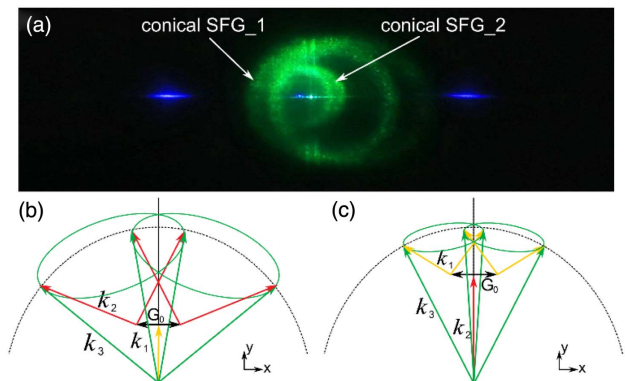 (a)
conical SFG_1
conical SFG_2
(b)
k₂
G₀
k₃
k₁
y
x
(c)
k₁
G₀
k₃
k₂
y
x